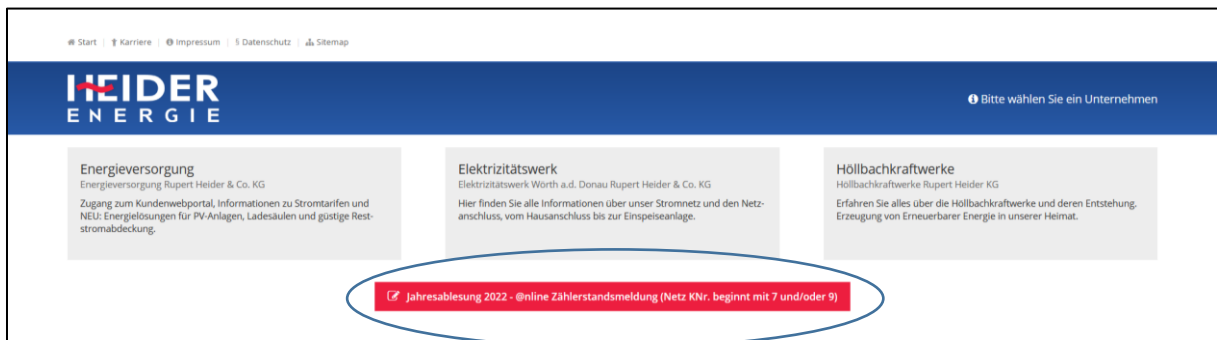 Start | Karriere | Impressum | § Datenschutz | Sitemap
HEIDER
ENERGIE
Bitte wählen Sie ein Unternehmen
Energieversorgung
Energieversorgung Rupert Heider & Co. KG
Zugang zum Kundenwebportal, Informationen zu Stromtarifen und
NEU: Energielösungen für PV-Anlagen, Ladesäulen und güstige Rest-
stromabdeckung.
Elektrizitätswerk
Elektrizitätswerk Wörth a.d. Donau Rupert Heider & Co. KG
Hier finden Sie alle Informationen über unser Stromnetz und den Netz-
anschluss, vom Hausanschluss bis zur Einspeiseanlage.
Höllbachkraftwerke
Höllbachkraftwerke Rupert Heider KG
Erfahren Sie alles über die Höllbachkraftwerke und deren Entstehung.
Erzeugung von Erneuerbarer Energie in unserer Heimat.
Jahresablesung 2022 - @nline Zählerstandsmeldung (Netz KNr. beginnt mit 7 und/oder 9)